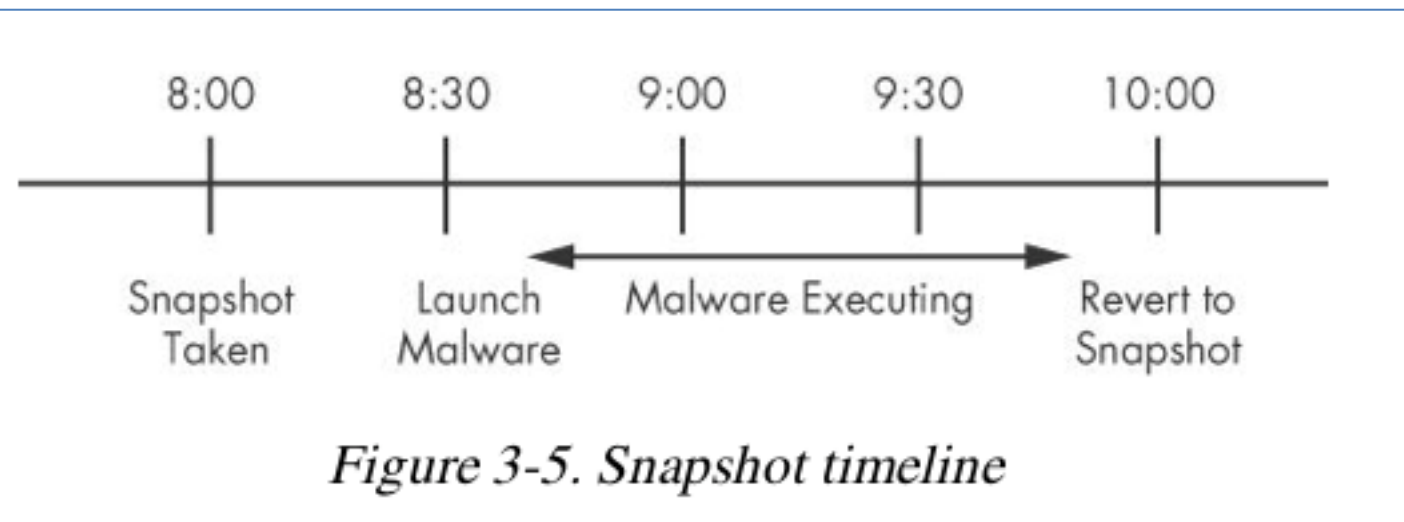 8:00 8:30 9:00 9:30 10:00
Snapshot Launch Malware Executing Revert to
Taken Malware Snapshot
Figure 3-5. Snapshot timeline